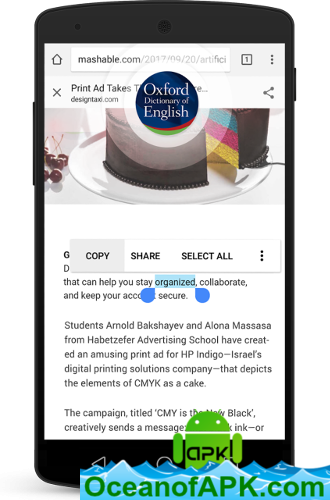 mashable.com/2017/09/20/artifici
1
Print Ad Takes T
re...
designtaxi.com
Oxford
Dictionary of
English
G
COPY
SHARE
SELECT ALL
D
that can help you stay organized, collaborate,
and keep your acco secure.
Students Arnold Bakshayev and Alona Massasa
from Habetzefer Advertising School have creat-
ed an amusing print ad for HP Indigo—Israel's
digital printing solutions company—that depicts
the elements of CMYK as a cake.
The campaign, titled 'CMY is the New Black',
creatively sends a message: ink—or
apk
OceanofAPK.com